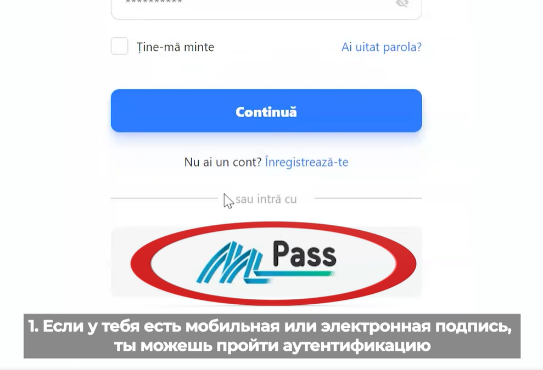 **********
Ține-mă minte
Ai uitat parola?
Continuă
Nu ai un cont? Înregistrează-te
sau intră cu
MPass
1. Если у тебя есть мобильная или электронная подпись,
ты можешь пройти аутентификацию